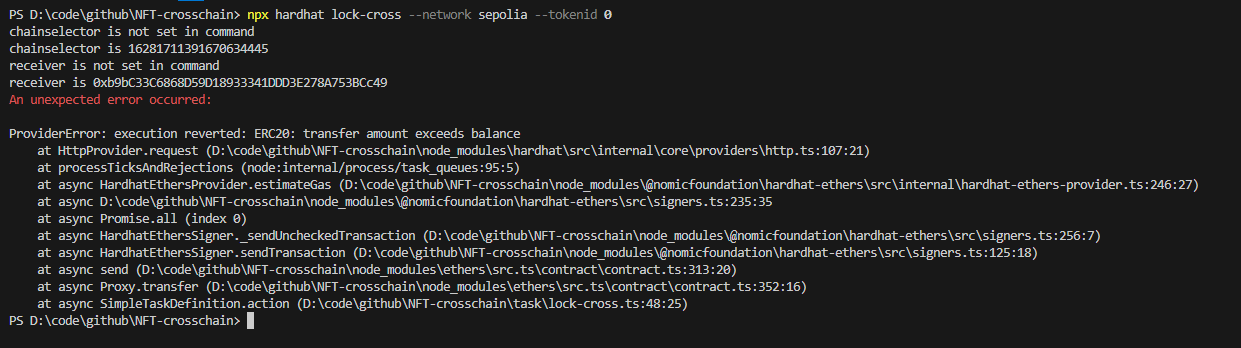 PS D:\code\github\NFT-crosschain> npx hardhat lock-cross --network sepolia --tokenid 0
chainselector is not set in command
chainselector is 16281711391670634445
receiver is not set in command
receiver is 0xb9bC33C6868D59D18933341DDD3E278A753BCc49
An unexpected error occurred:
ProviderError: execution reverted: ERC20: transfer amount exceeds balance
at HttpProvider.request (D:\code\github\NFT-crosschain\node_modules\hardhat\src\internal\core\providers\http.ts:107:21)
at processTicksAndRejections (node:internal/process/task_queues:95:5)
at async HardhatEthersProvider.estimateGas (D:\code\github\NFT-crosschain\node_modules\@nomicfoundation\hardhat-ethers\src\internal\hardhat-ethers-provider.ts:246:27)
at async D:\code\github\NFT-crosschain\node_modules\@nomicfoundation\hardhat-ethers\src\signers.ts:235:35
at async Promise.all (index 0)
at async HardhatEthersSigner._sendUncheckedTransaction (D:\code\github\NFT-crosschain\node_modules\@nomicfoundation\hardhat-ethers\src\signers.ts:256:7)
at async HardhatEthersSigner.sendTransaction (D:\code\github\NFT-crosschain\node_modules\@nomicfoundation\hardhat-ethers\src\signers.ts:125:18)
at async send (D:\code\github\NFT-crosschain\node_modules\ethers\src.ts\contract\contract.ts:313:20)
at async Proxy.transfer (D:\code\github\NFT-crosschain\node_modules\ethers\src.ts\contract\contract.ts:352:16)
at async SimpleTaskDefinition.action (D:\code\github\NFT-crosschain\task\lock-cross.ts:48:25)
PS D:\code\github\NFT-crosschain>